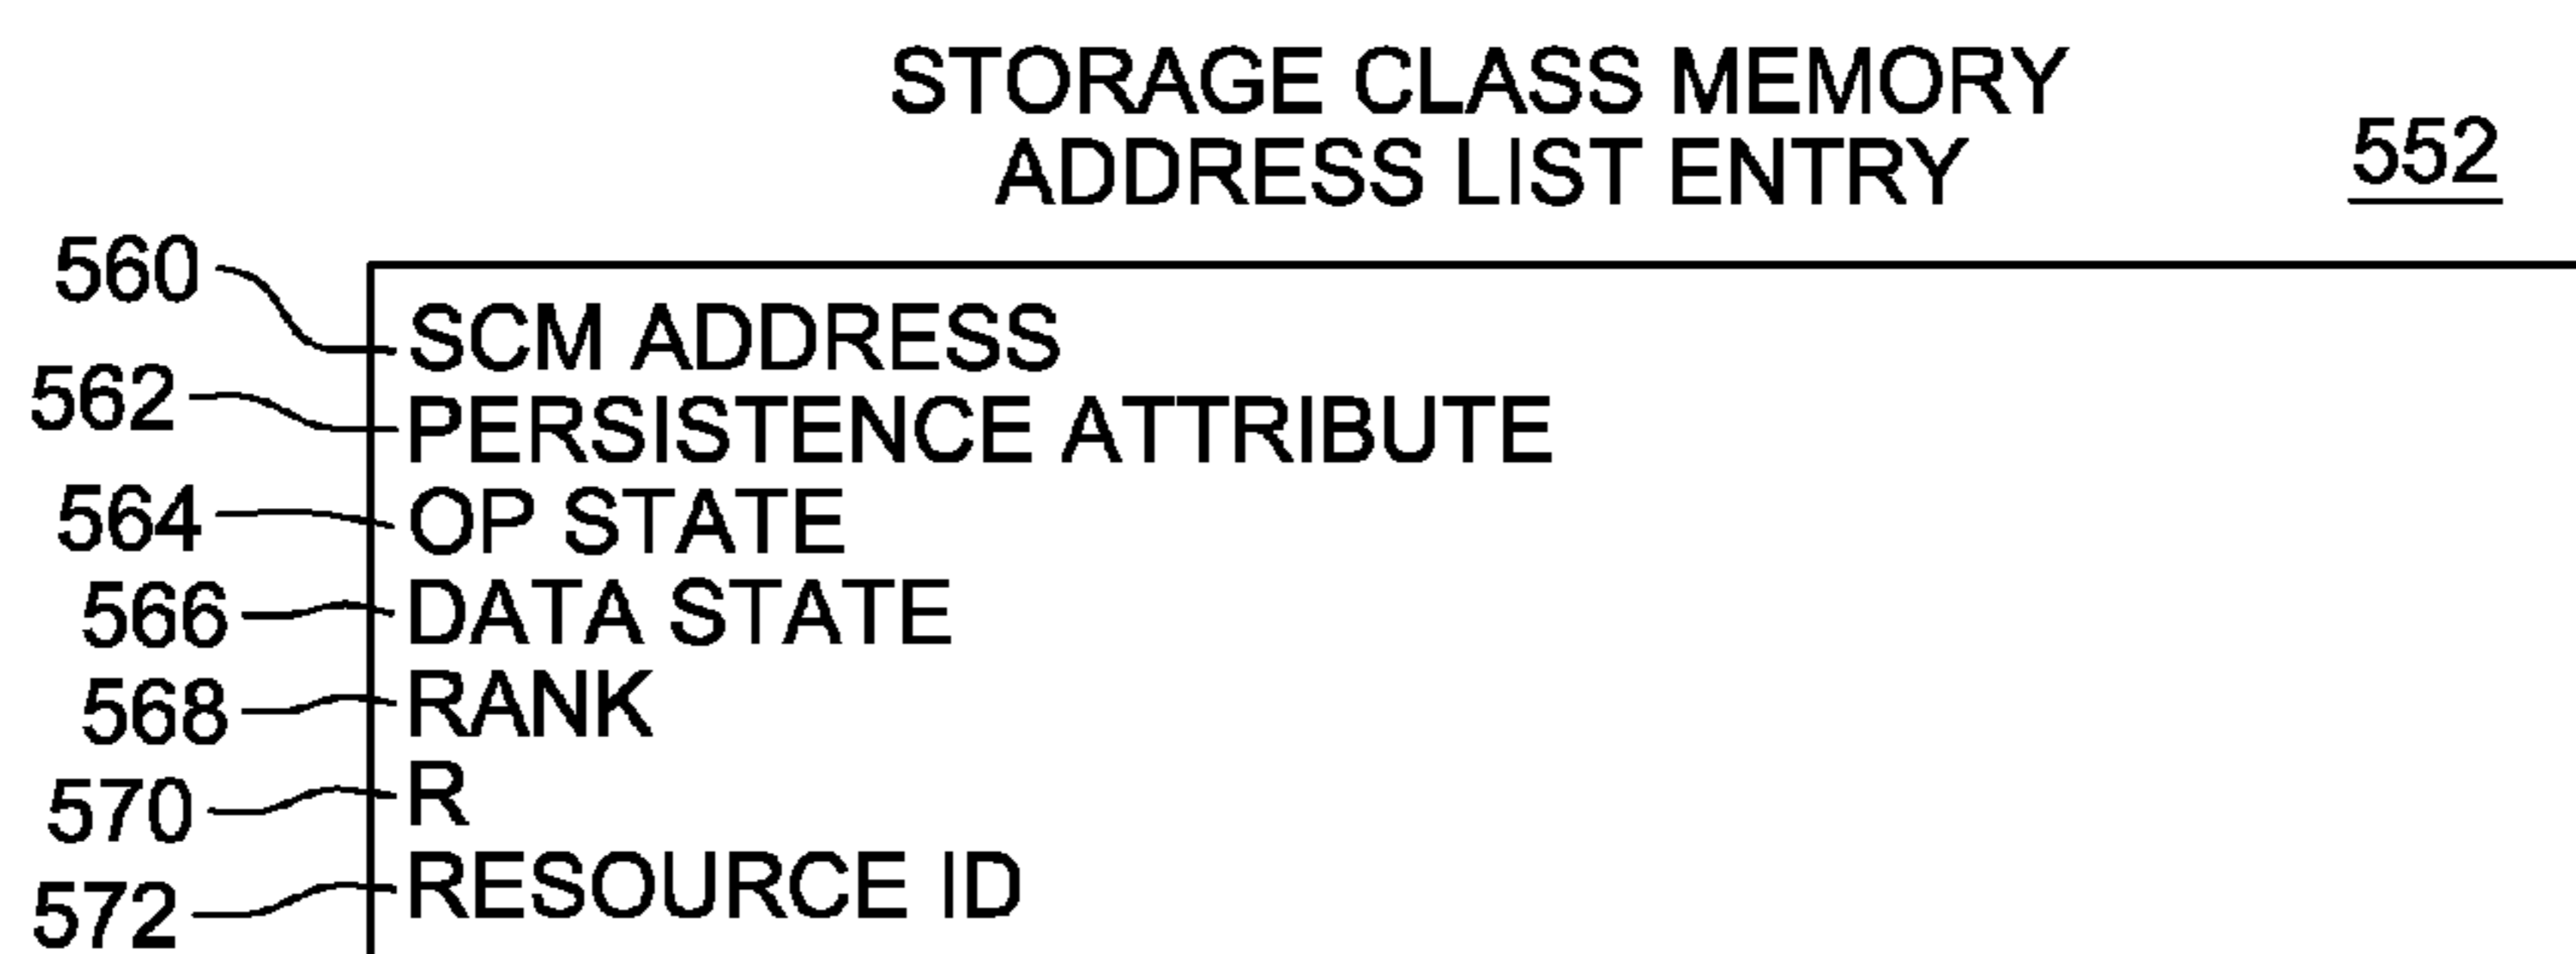 STORAGE CLASS MEMORY
ADDRESS LIST ENTRY
552
560 SCM ADDRESS
562 PERSISTENCE ATTRIBUTE
564 OP STATE
566 DATA STATE
568 RANK
570 R
572 RESOURCE ID